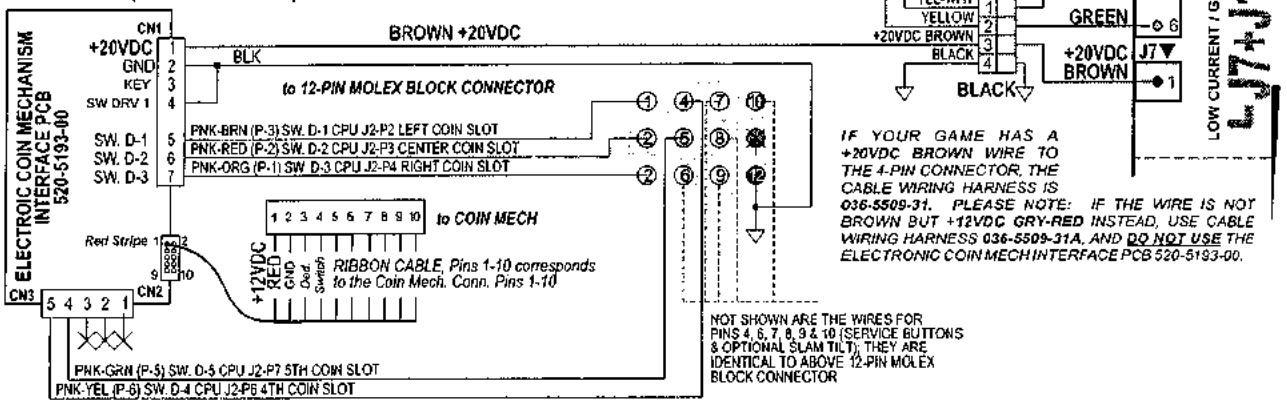 ELECTROIC COIN MECHANISM
INTERFACE PCB
520-5193-00
CN1
+20VDC 1
GND 2
KEY 3
SW DRV 1 4
SW. D-1 5
SW. D-2 6
SW. D-3 7
BROWN +20VDC
BLK
to 12-PIN MOLEX BLOCK CONNECTOR
PNK-BRN (P-3) SW. D-1 CPU J2-P2 LEFT COIN SLOT
PNK-RED (P-2) SW. D-2 CPU J2-P3 CENTER COIN SLOT
PNK-ORG (P-1) SW. D-3 CPU J2-P4 RIGHT COIN SLOT
1 4 7 10
2 5 8
2 6 9 12
YELLOW
+20VDC BROWN
BLACK
1
2
3
4
BLACK
GREEN
6
+20VDC
BROWN
J7▼
1
LOW CURRENT / G
IF YOUR GAME HAS A
+20VDC BROWN WIRE TO
THE 4-PIN CONNECTOR, THE
CABLE WIRING HARNESS IS
036-5509-31. PLEASE NOTE: IF THE WIRE IS NOT
BROWN BUT +12VDC GRY-RED INSTEAD, USE CABLE
WIRING HARNESS 036-5509-31A, AND DO NOT USE THE
ELECTRONIC COIN MECH INTERFACE PCB 520-5193-00.
Red Stripe 1 2
9 10
CN2
CN3
5 4 3 2 1
1 2 3 4 5 6 7 8 9 10
to COIN MECH
+12VDC
RED
GND
Ded.
Switch
RIBBON CABLE, Pins 1-10 corresponds
to the Coin Mech. Conn. Pins 1-10
PNK-GRN (P-5) SW. D-5 CPU J2-P7 5TH COIN SLOT
PNK-YEL (P-6) SW. D-4 CPU J2-P6 4TH COIN SLOT
NOT SHOWN ARE THE WIRES FOR
PINS 4, 6, 7, 8, 9 & 10 (SERVICE BUTTONS
& OPTIONAL SLAM TILT); THEY ARE
IDENTICAL TO ABOVE 12-PIN MOLEX
BLOCK CONNECTOR